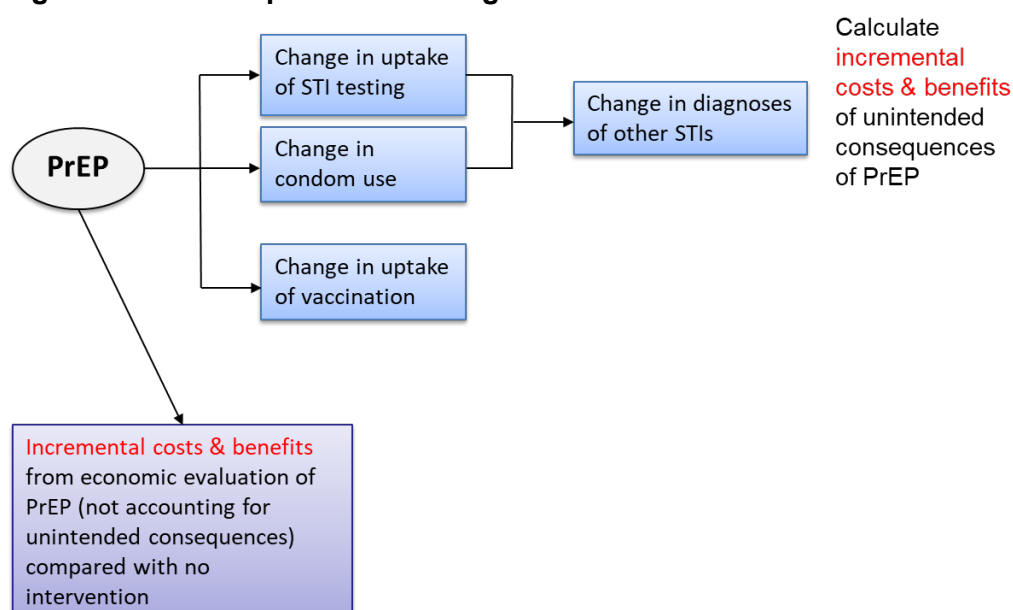 Calculate
incremental
costs & benefits
of unintended
consequences
of PrEP
Change in uptake
of STI testing
Change in diagnoses
of other STIs
PrEP
Change in
condom use
Change in uptake
of vaccination
Incremental costs & benefits
from economic evaluation of
PrEP (not accounting for
unintended consequences)
compared with no
intervention